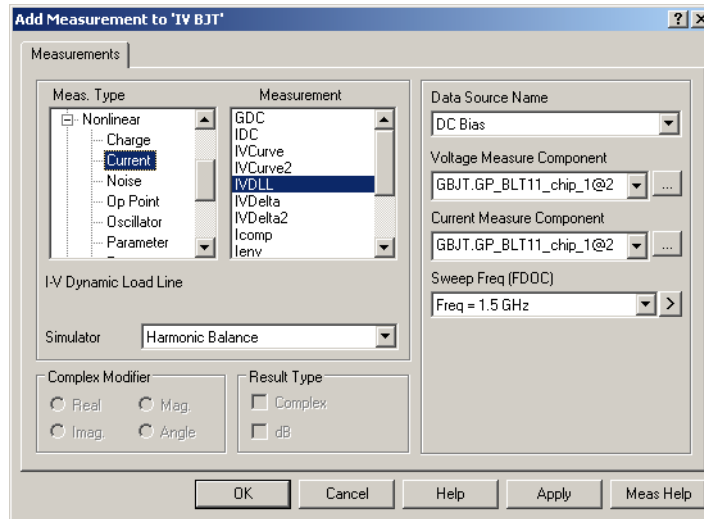 Add Measurement to 'IV BJT'
Measurements
Meas. Type
Nonlinear
Charge
Current
Noise
Op Point
Oscillator
Parameter
Measurement
GDC
IDC
IVCurve
IVCurve2
IVDLL
IVDelta
IVDelta2
Icomp
Ienv
I-V Dynamic Load Line
Simulator
Harmonic Balance
Complex Modifier
Real
Mag.
Imag.
Angle
Result Type
Complex
dB
Data Source Name
DC Bias
Voltage Measure Component
GBJT.GP_BLT11_chip_1@2
...
Current Measure Component
GBJT.GP_BLT11_chip_1@2
...
Sweep Freq (FDOC)
Freq = 1.5 GHz
>
OK
Cancel
Help
Apply
Meas Help